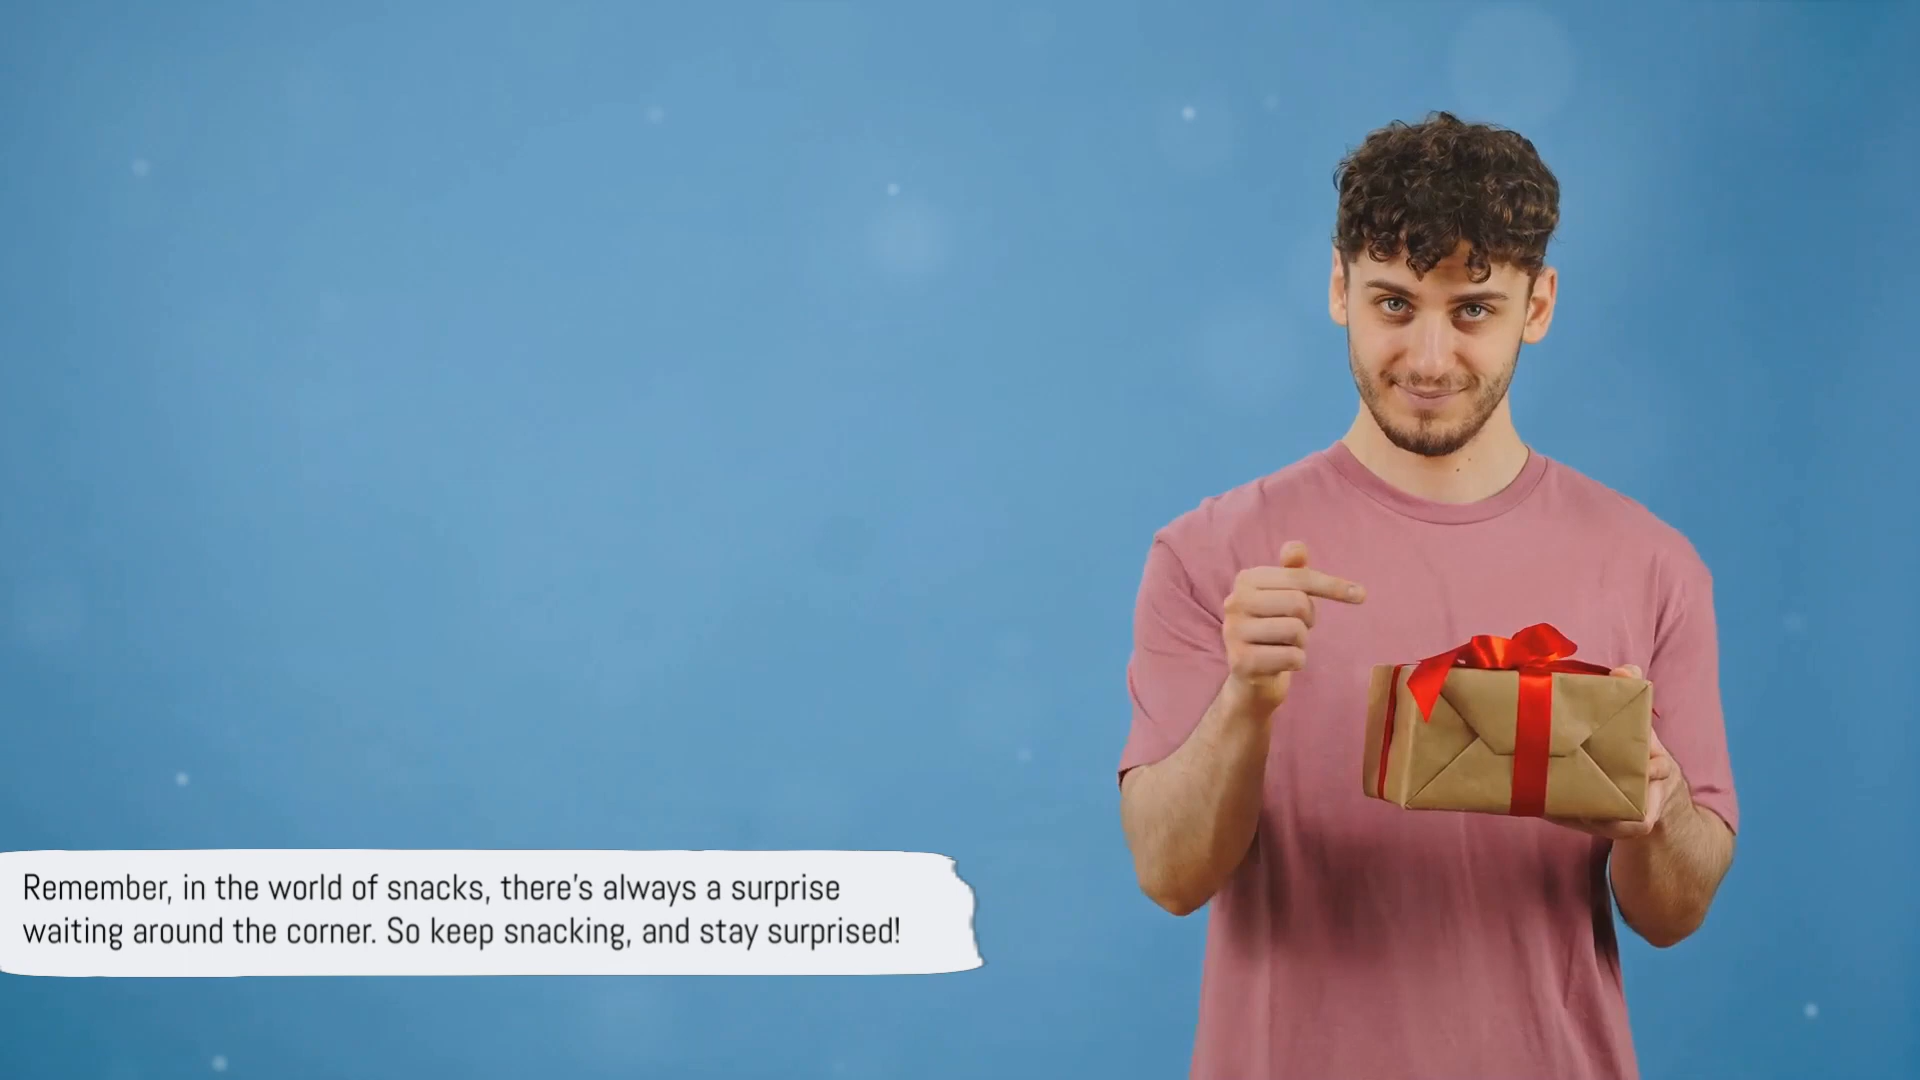 Remember, in the world of snacks, there's always a surprise
waiting around the corner. So keep snacking, and stay surprised!